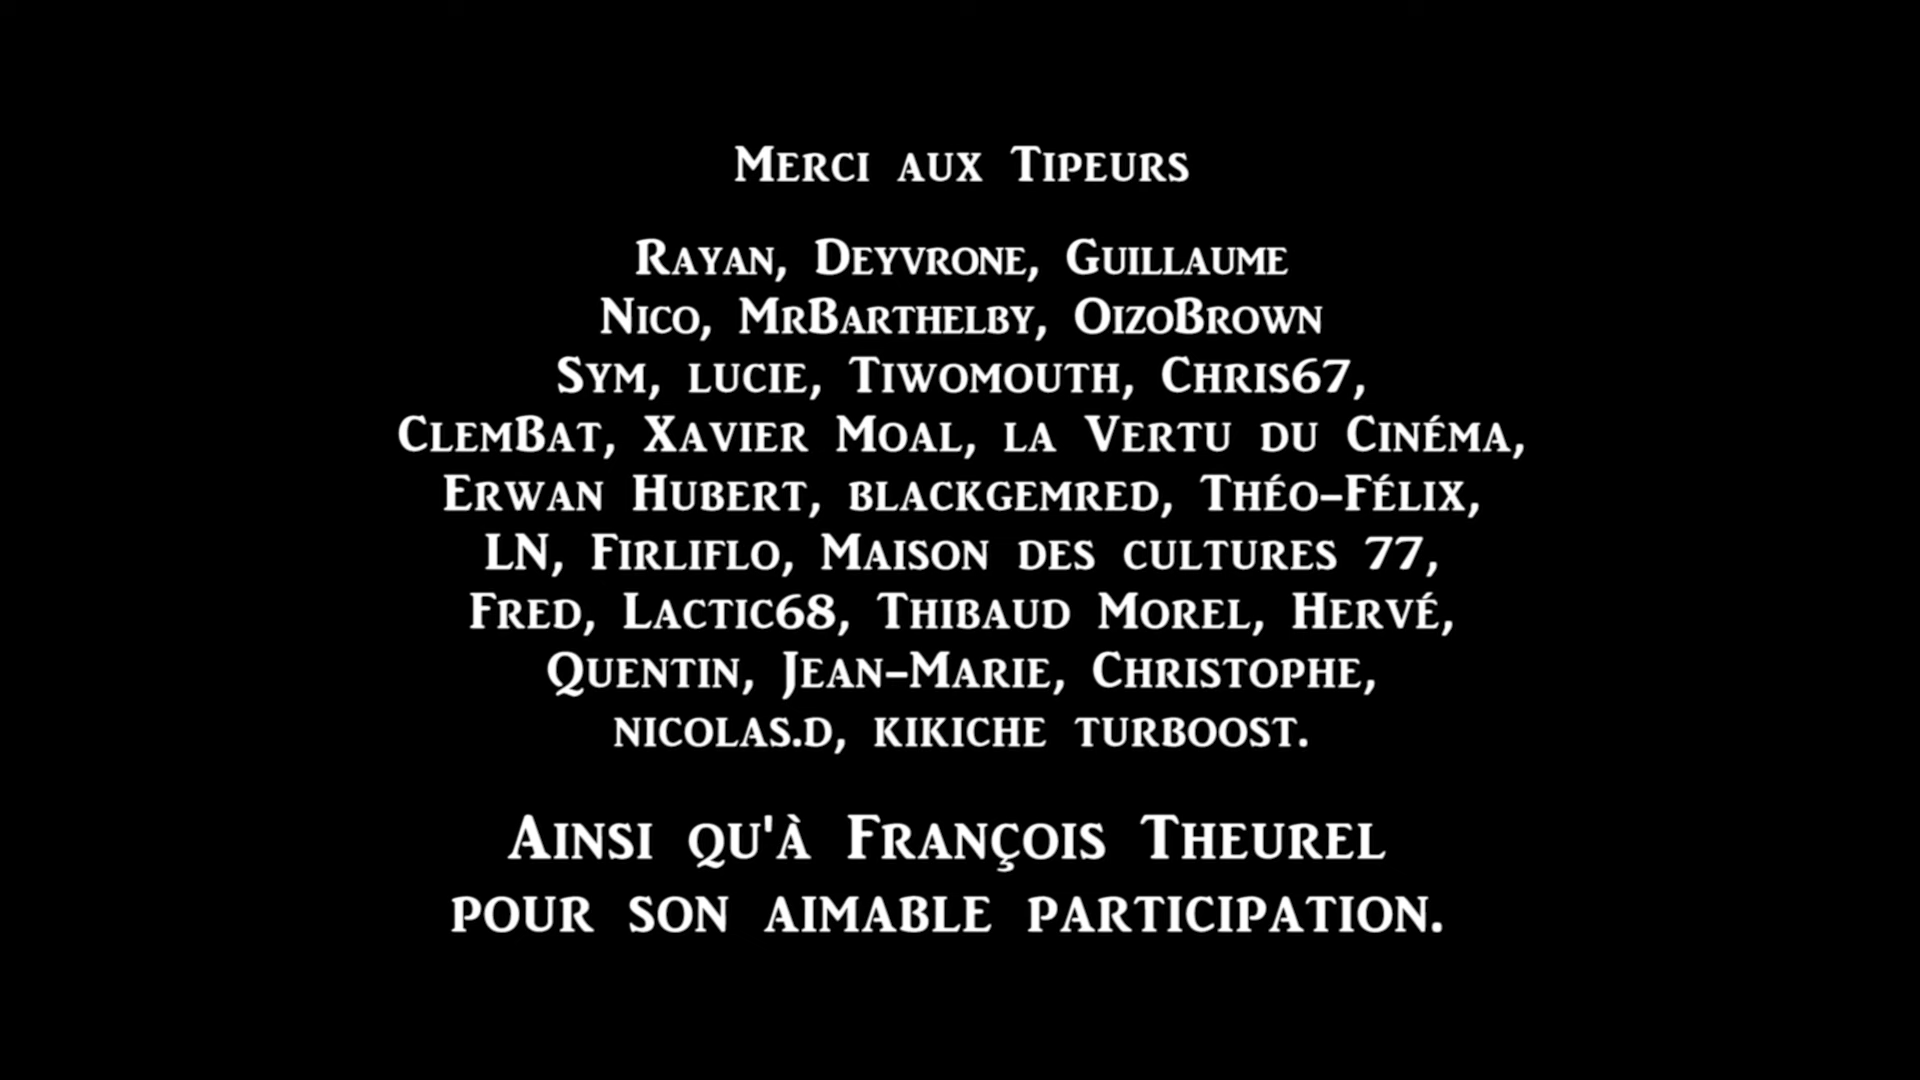 Merci aux Tipeurs
Rayan, Deyvrone, Guillaume
Nico, MrBarthelby, OizoBrown
Sym, lucie, Tiwomouth, Chris67,
ClemBat, Xavier Moal, la Vertu du Cinéma,
Erwan Hubert, blackgemred, Théo-Félix,
LN, Firliflo, Maison des cultures 77,
Fred, Lactic68, Thibaud Morel, Hervé,
Quentin, Jean-Marie, Christophe,
nicolas.d, kikiche turboost.
Ainsi qu'à François Theurel
pour son aimable participation.